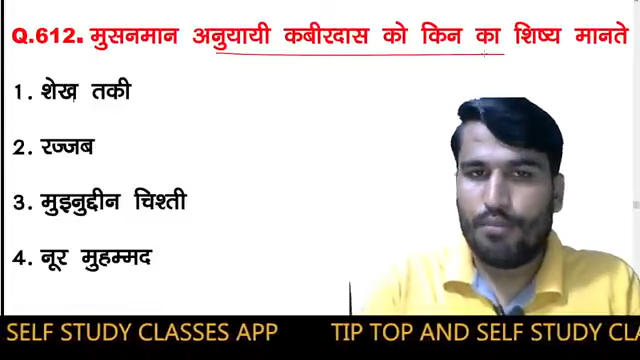 Q.612. मुसनमान अनुयायी कबीरदास को किन का शिष्य मानते
1. शेख तकी
2. रज्जब
3. मुइनुद्दीन चिश्ती
4. नूर मुहम्मद
SELF STUDY CLASSES APP TIP TOP AND SELF STUDY CLA